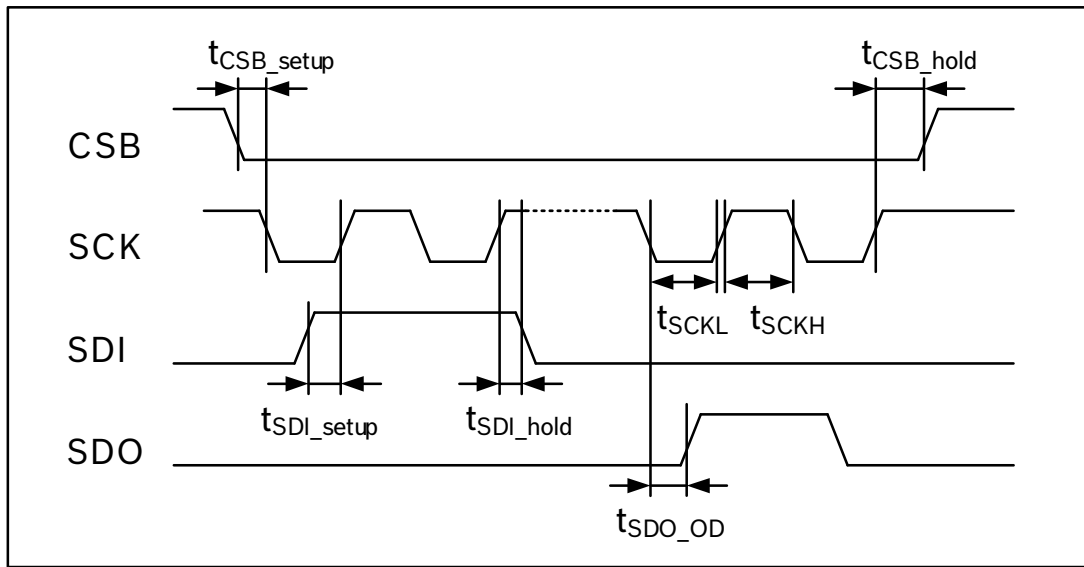 tCSB_setup
tCSB_hold
CSB
SCK
tSCKL
tSCKH
SDI
tSDI_setup
tSDI_hold
SDO
tSDO_OD